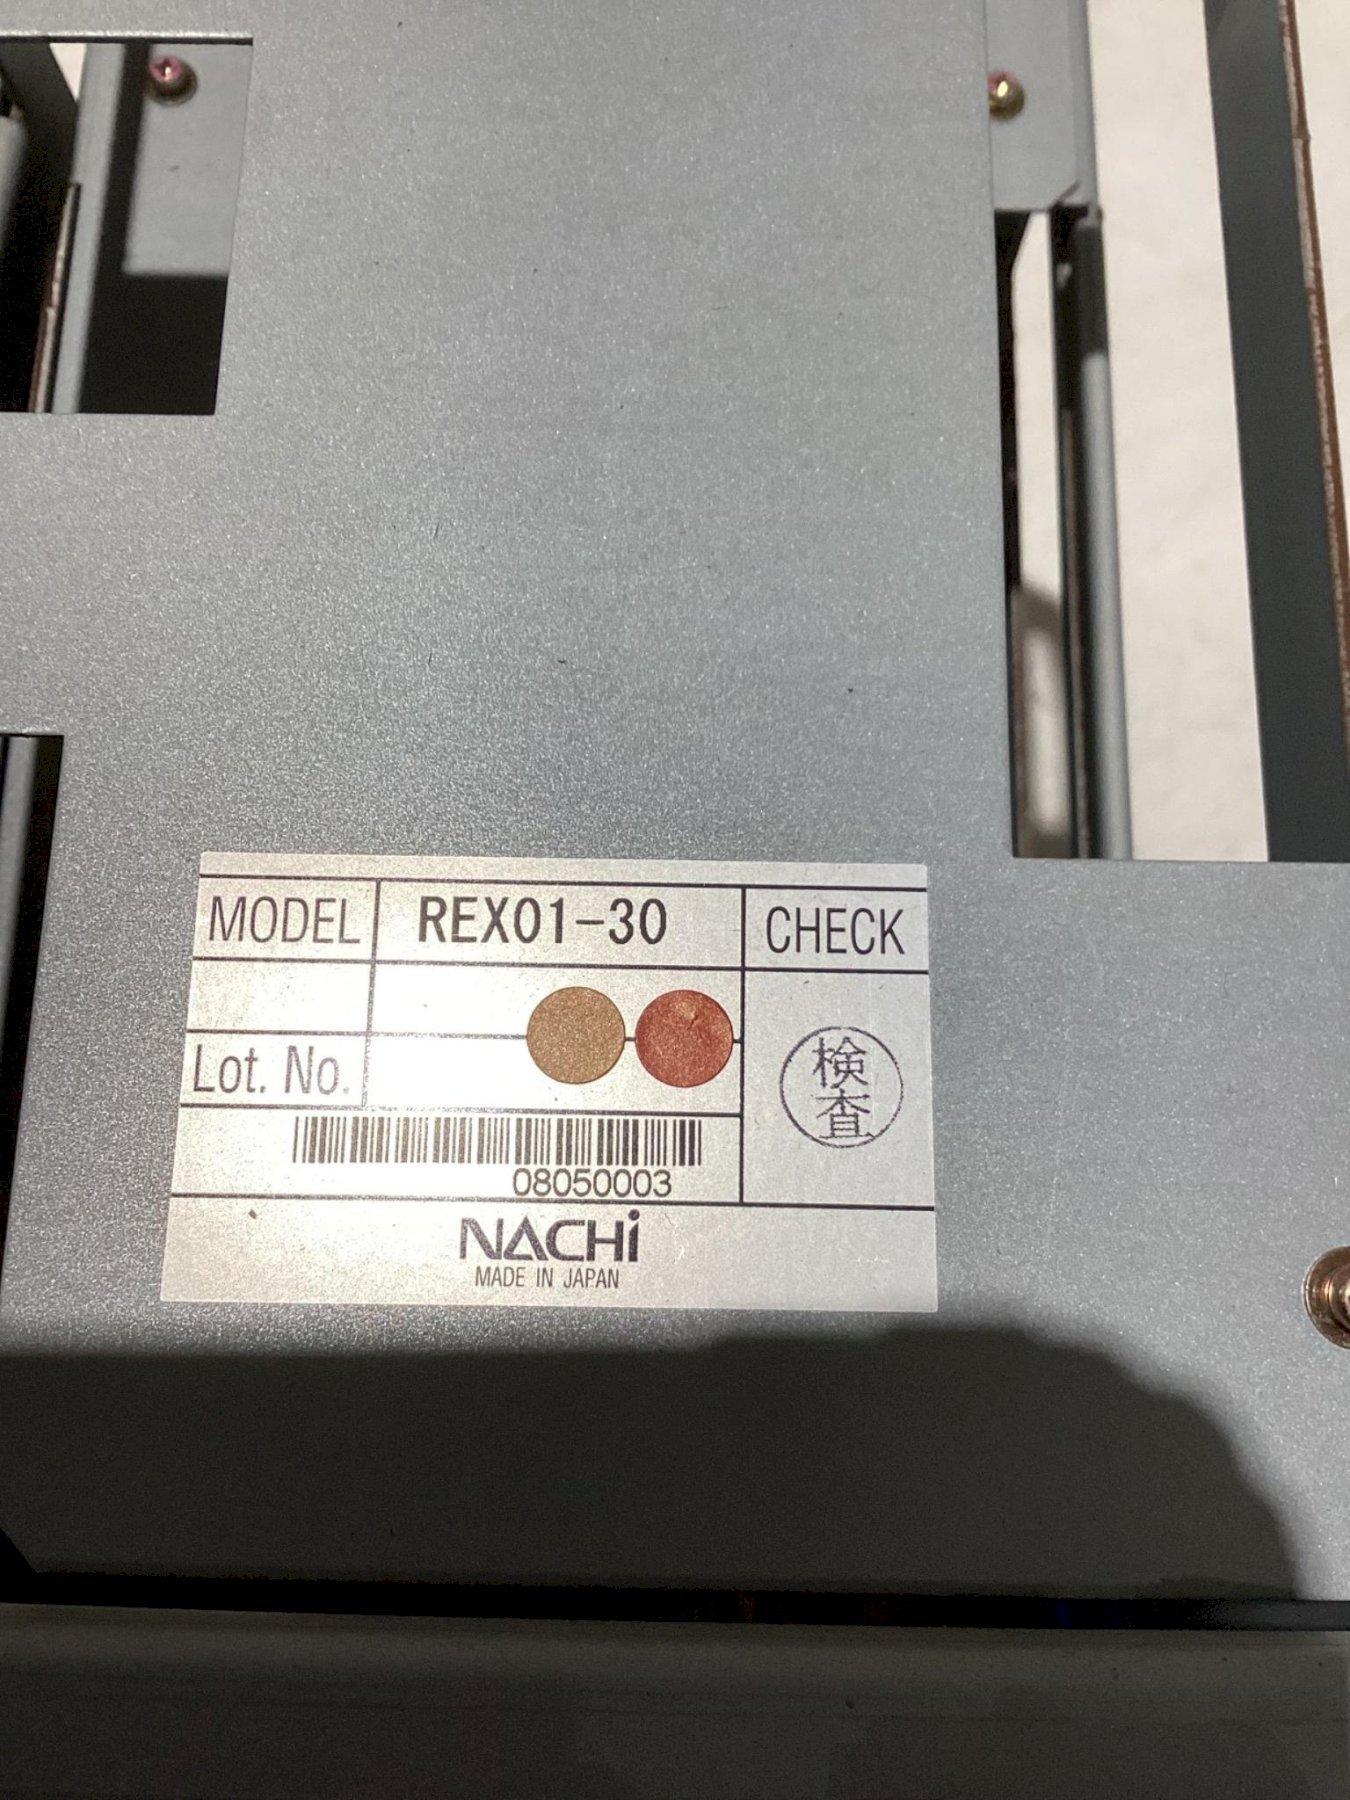 MODEL REX01-30 CHECK
Lot. No.
検査
08050003
NACHi
MADE IN JAPAN